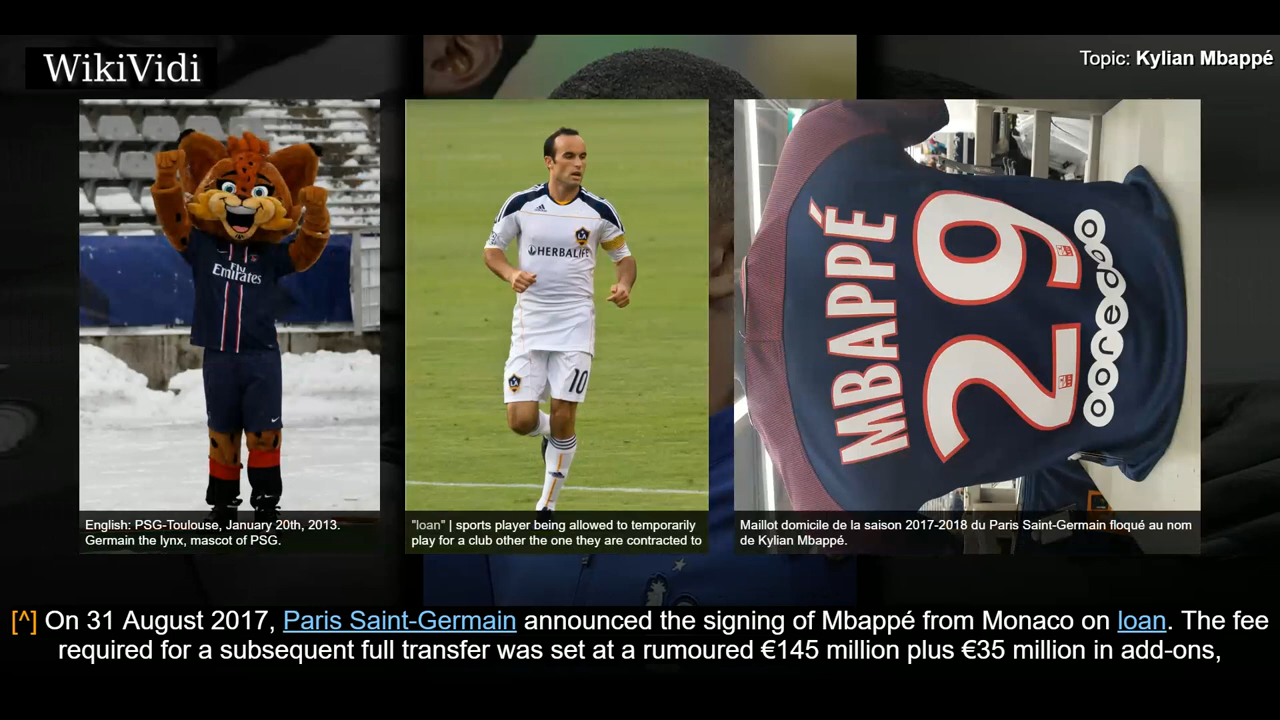 WikiVidi
Topic: Kylian Mbappé
Fly
Emirates
HERBALIFE
10
MBAPPÉ
29
ooredoo
English: PSG-Toulouse, January 20th, 2013.
Germain the lynx, mascot of PSG.
"loan" | sports player being allowed to temporarily
play for a club other the one they are contracted to
Maillot domicile de la saison 2017-2018 du Paris Saint-Germain floqué au nom
de Kylian Mbappé.
[^] On 31 August 2017, Paris Saint-Germain announced the signing of Mbappé from Monaco on loan. The fee
required for a subsequent full transfer was set at a rumoured €145 million plus €35 million in add-ons,